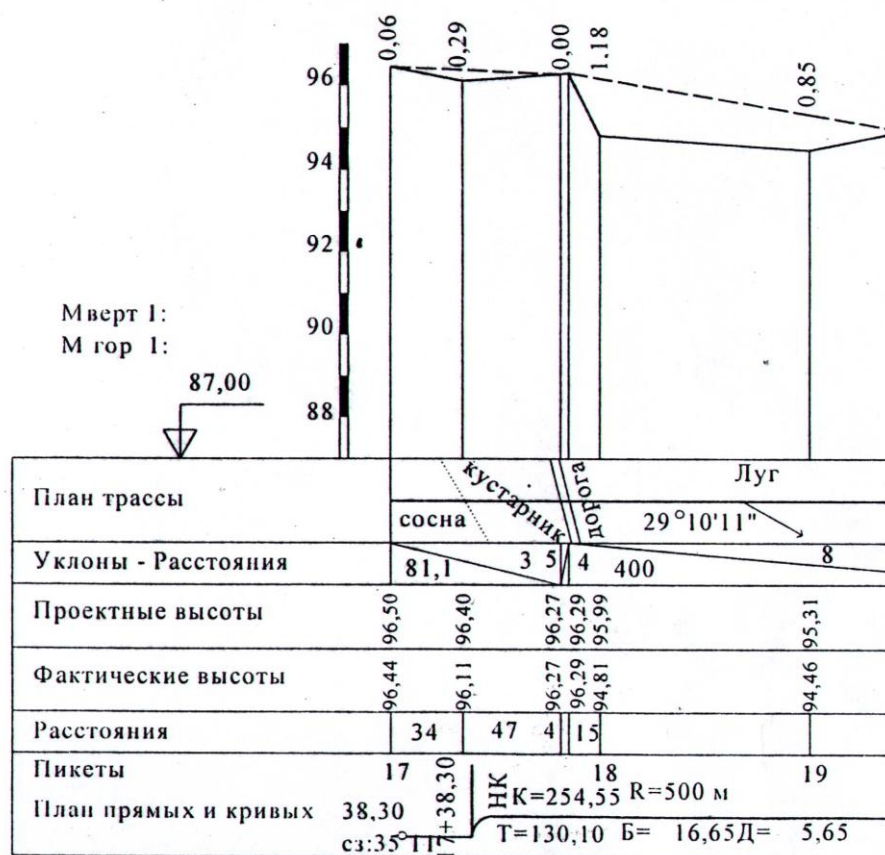 0,06 0,29 0,00 1.18 0,85
96
94
92
90
88
М верт 1:
М гор 1:
87,00
План трассы
кустарник
дорога
Луг
сосна
29°10'11"
Уклоны - Расстояния 81,1 3 5 4 400 8
Проектные высоты 96,50 96,40 96,27 96,29 95,99 95,31
Фактические высоты 96,44 96,11 96,27 96,29 94,81 94,46
Расстояния 34 47 4 15
Пикеты 17 18 19
План прямых и кривых 38,30 17+38,30 НК К=254,55 R=500 м
сз:35° 11 Т=130,10 Б= 16,65 Д= 5,65